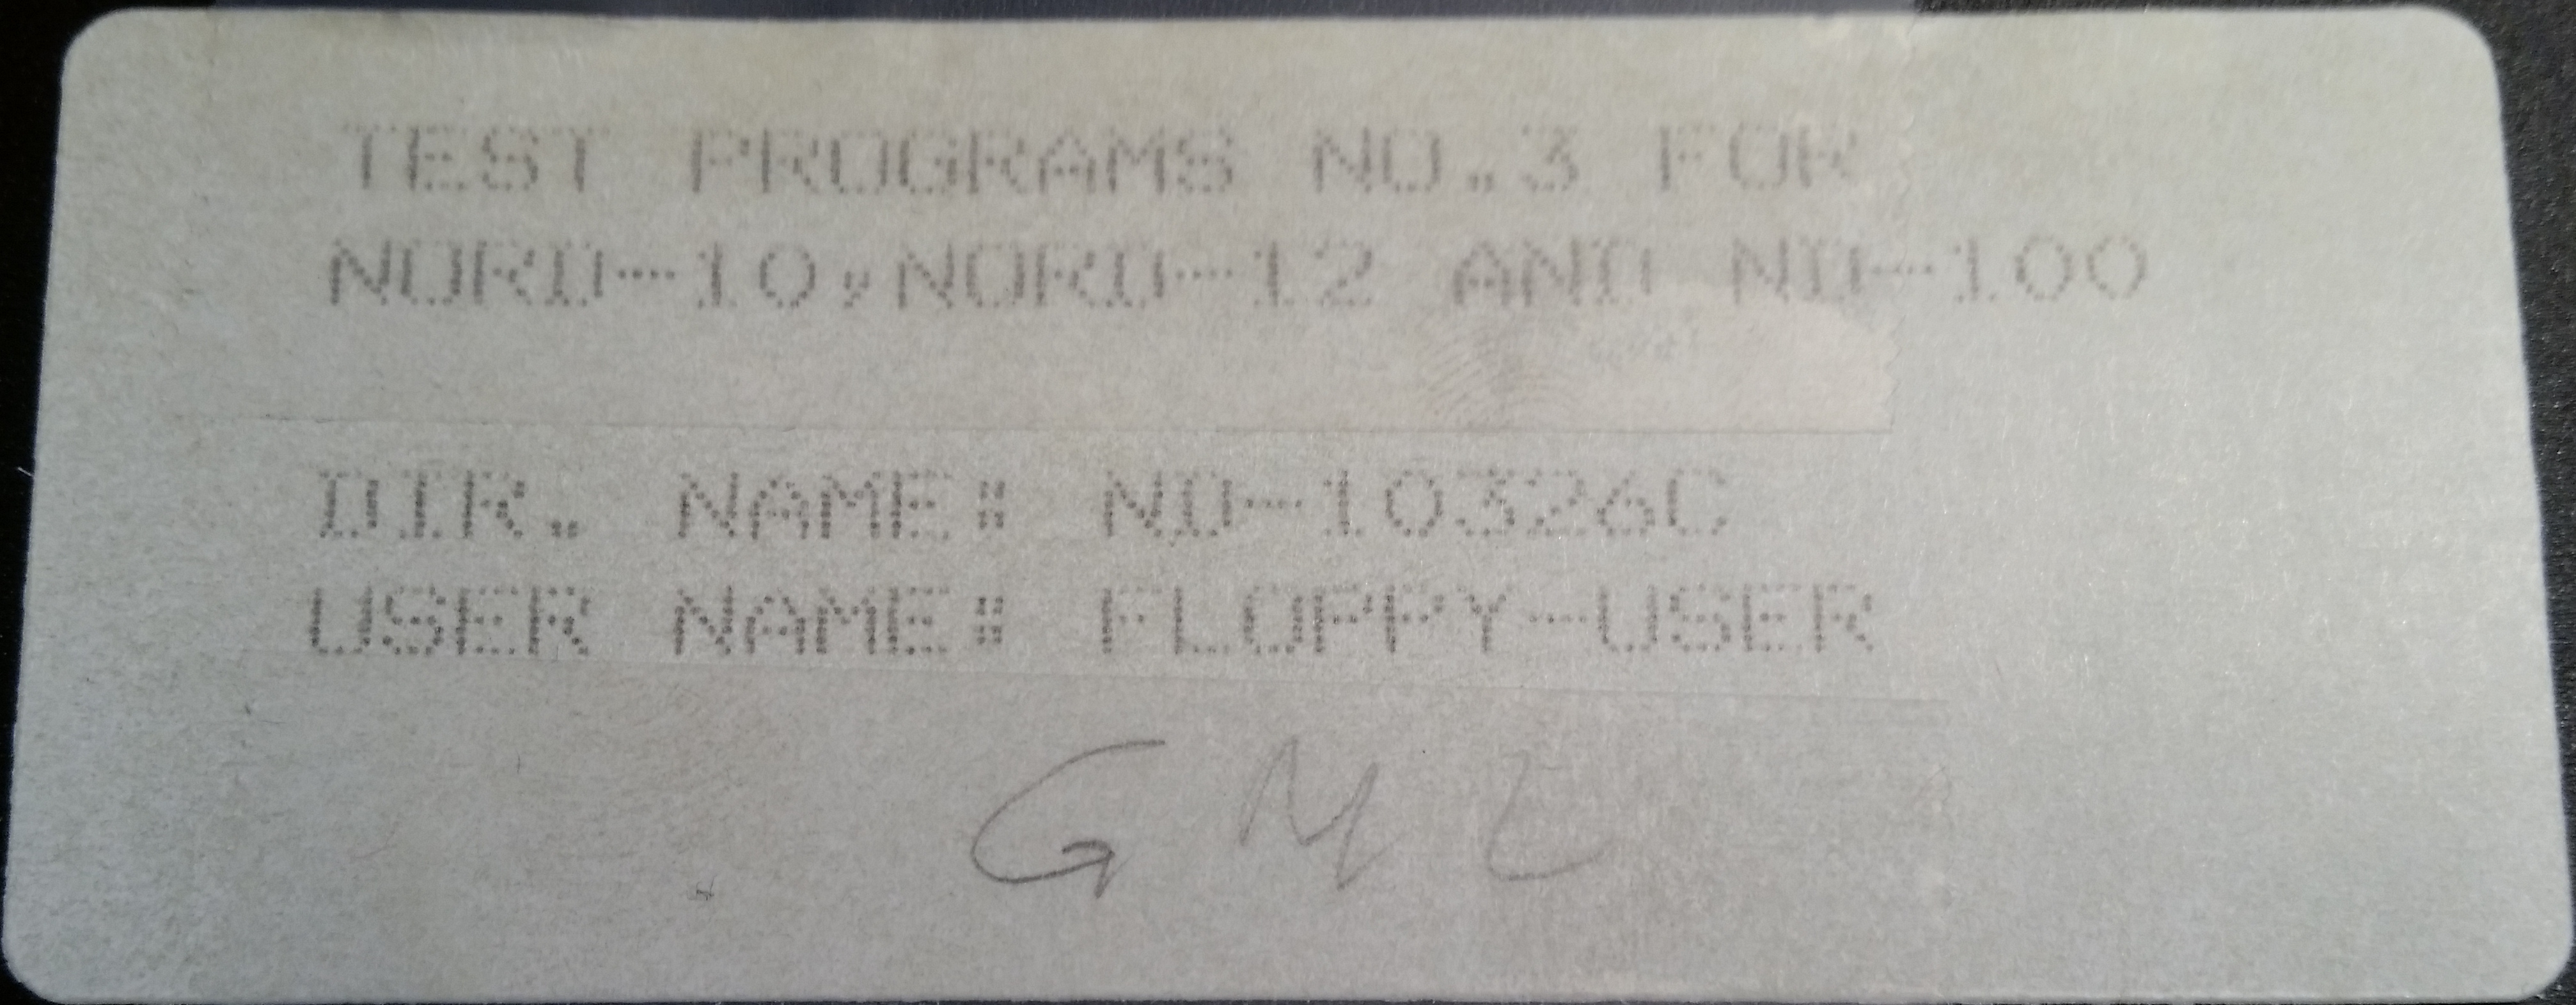 TEST PROGRAMS NO.3 FOR
NORD-10,NORD-12 AND ND-100
DIR. NAME: ND-10326C
USER NAME: FLOPPY-USER